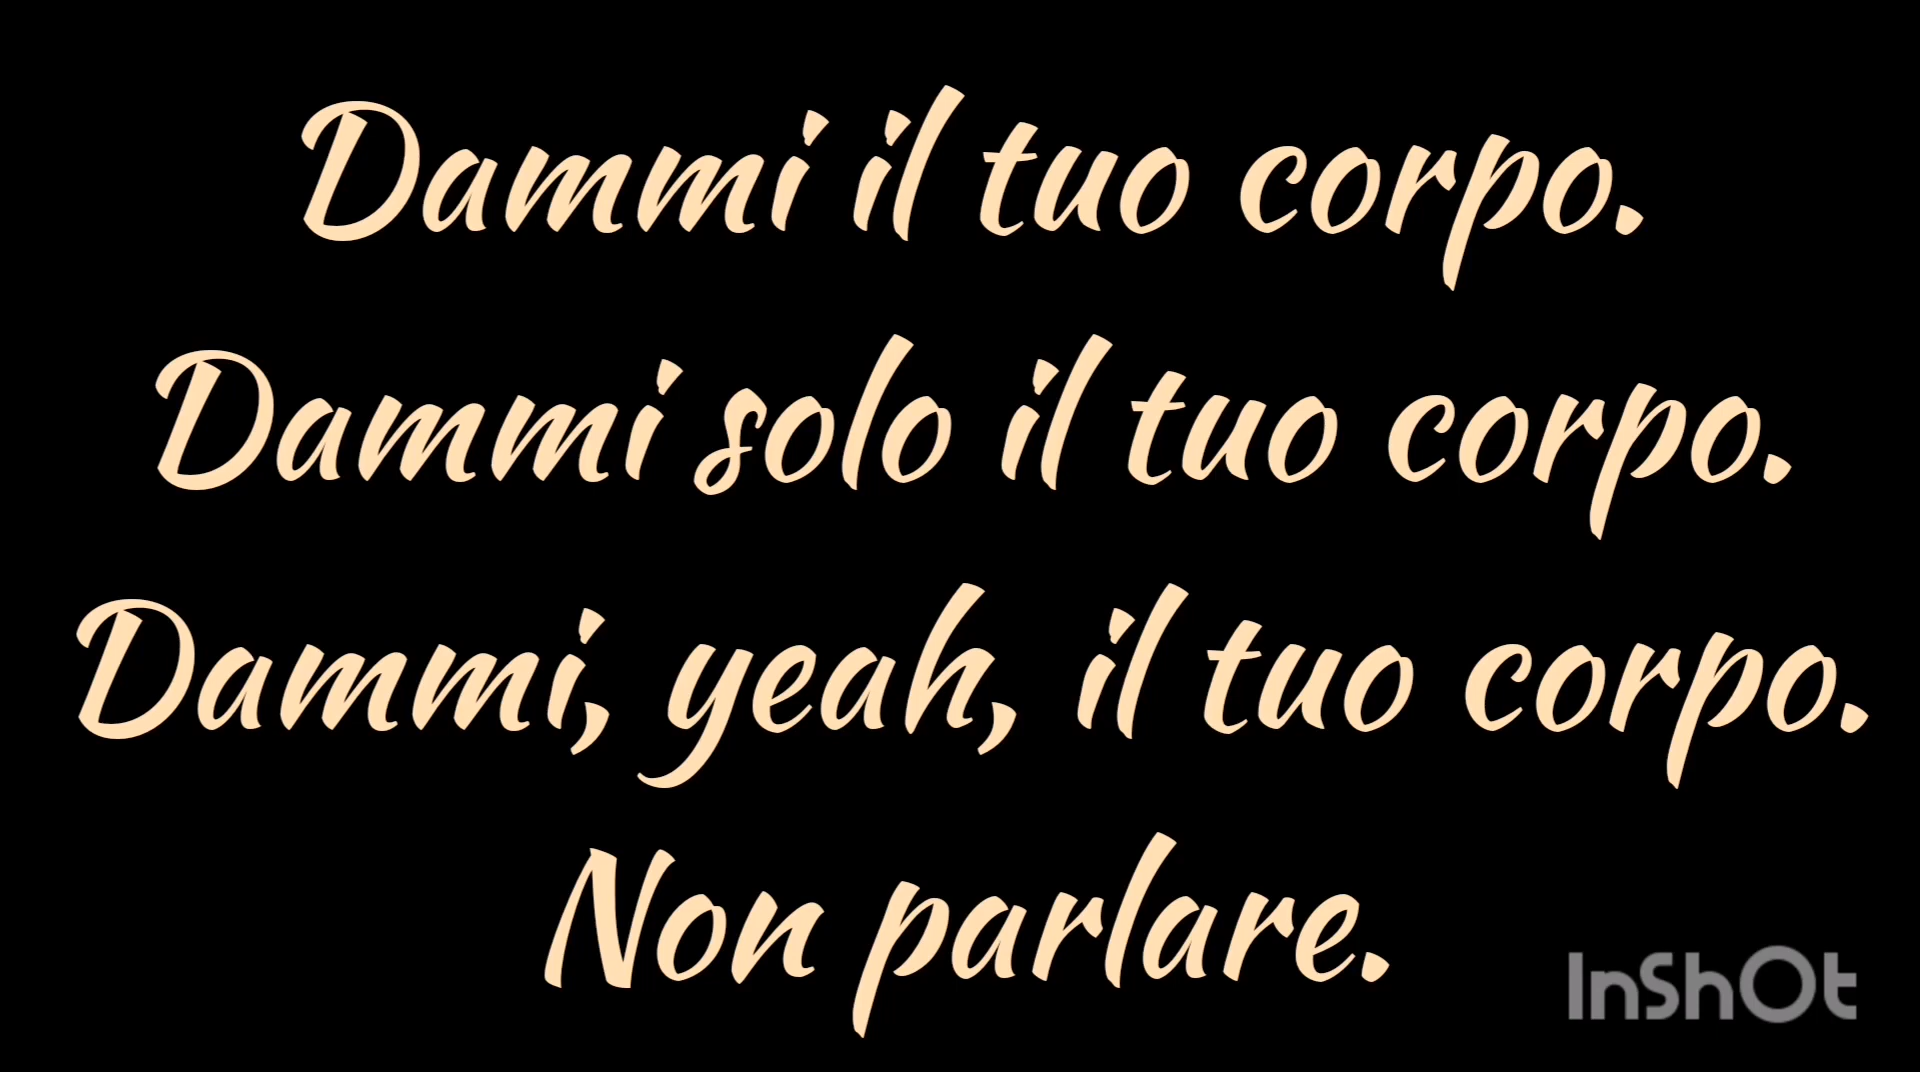 Dammi il tuo corpo.
Dammi solo il tuo corpo.
Dammi, yeah, il tuo corpo.
Non parlare.
InShOt